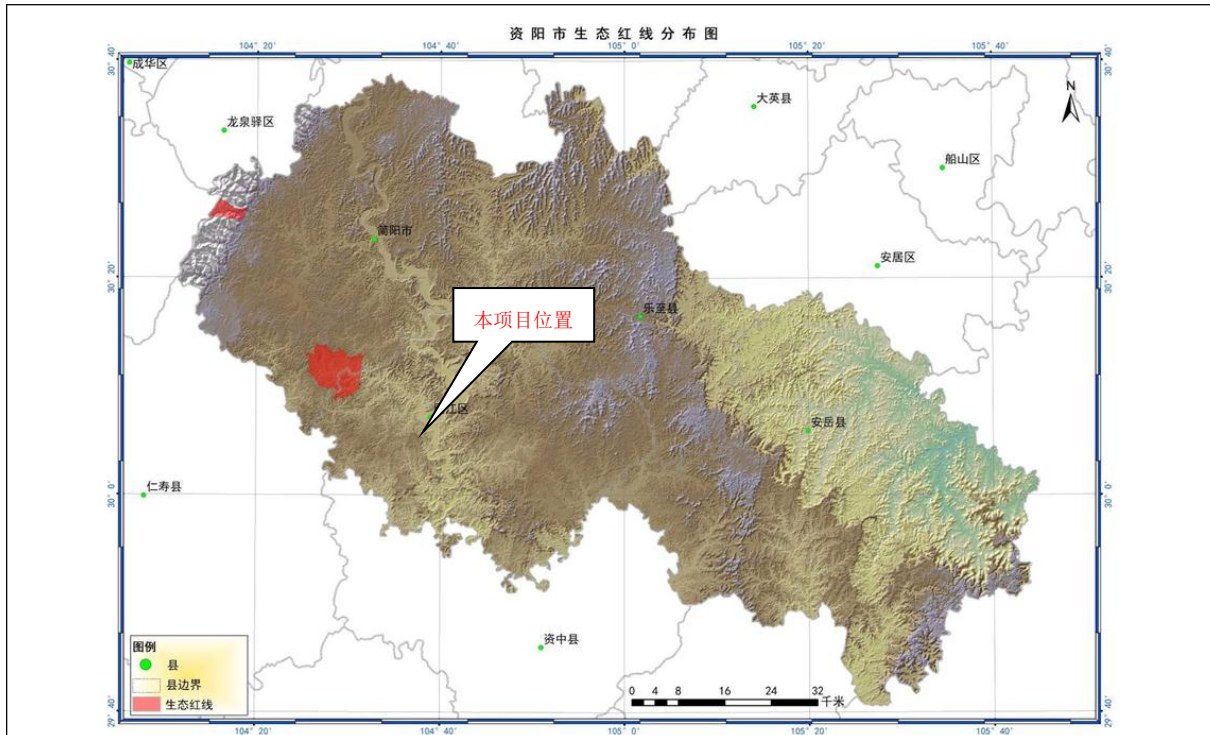 资阳市生态红线分布图
104°20′
104°40′
105°0′
105°20′
105°40′
30°40′
30°40′
成华区
N
大英县
龙泉驿区
船山区
简阳市
安居区
30°20′
30°20′
乐至县
本项目位置
江区
安岳县
仁寿县
30°0′
30°0′
资中县
图例
县
县边界
生态红线
0 4 8 16 24 32
千米
29°40′
29°40′
104°20′
104°40′
105°0′
105°20′
105°40′